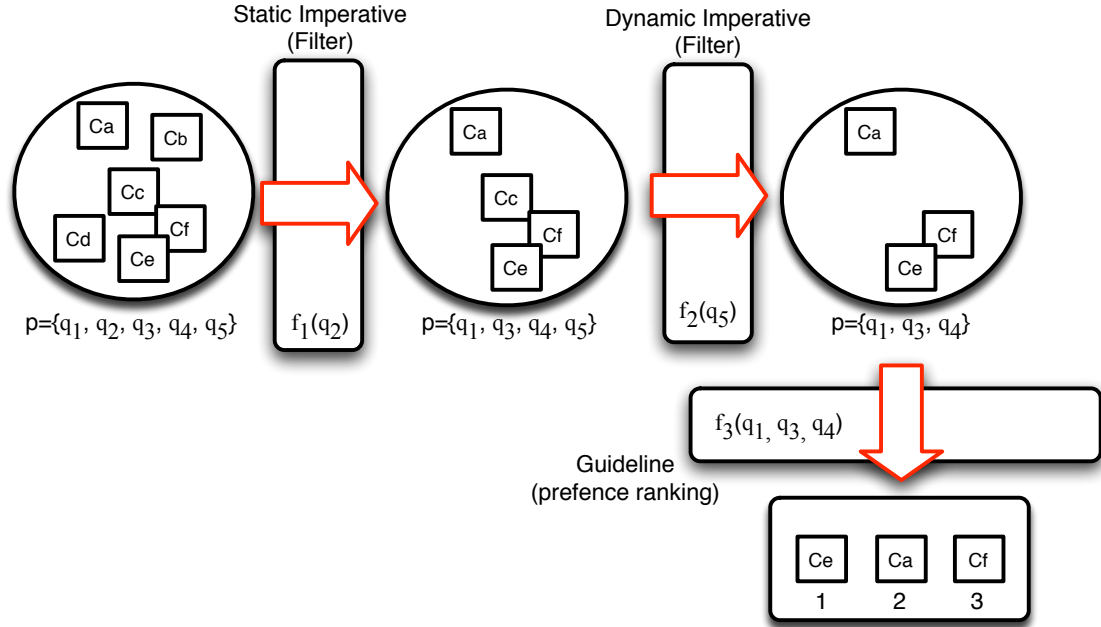 Static Imperative
(Filter)
Dynamic Imperative
(Filter)
Ca
Cb
Cc
Cd
Cf
Ce
p={q1, q2, q3, q4, q5}
f1(q2)
Ca
Cc
Cf
Ce
p={q1, q3, q4, q5}
f2(q5)
Ca
Cf
Ce
p={q1, q3, q4}
f3(q1, q3, q4)
Guideline
(prefence ranking)
Ce
Ca
Cf
1
2
3